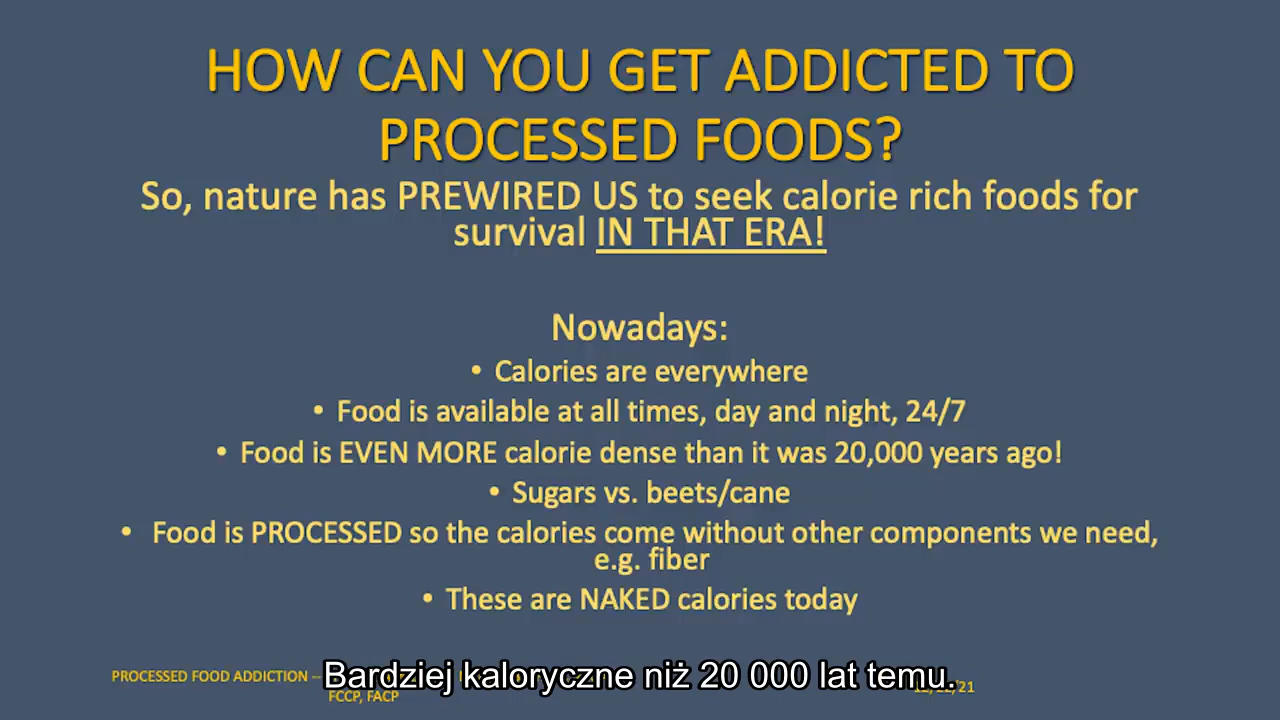 HOW CAN YOU GET ADDICTED TO
PROCESSED FOODS?
So, nature has PREWIRED US to seek calorie rich foods for
survival IN THAT ERA!
Nowadays:
• Calories are everywhere
• Food is available at all times, day and night, 24/7
• Food is EVEN MORE calorie dense than it was 20,000 years ago!
• Sugars vs. beets/cane
• Food is PROCESSED so the calories come without other components we need,
e.g. fiber
• These are NAKED calories today
PROCESSED FOOD ADDICTION --
FCCP, FACP
Bardziej kaloryczne niż 20 000 lat temu.